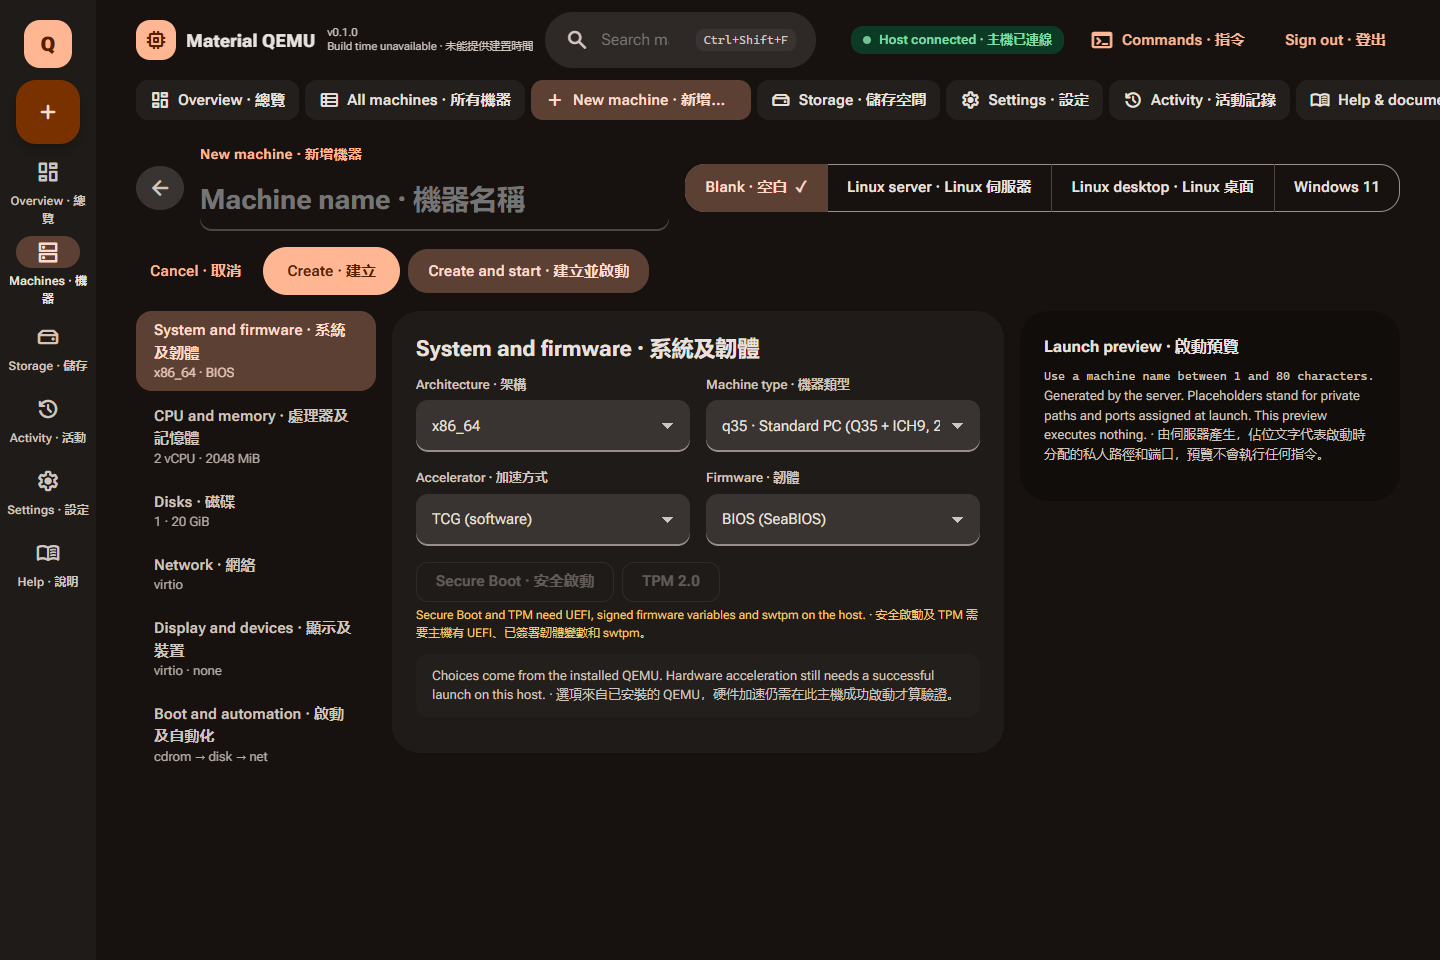 Q
Material QEMU
v0.1.0
Build time unavailable · 未能提供建置時間
Search m
Ctrl+Shift+F
Host connected · 主機已連線
Commands · 指令
Sign out · 登出
Overview · 總覽
All machines · 所有機器
New machine · 新增...
Storage · 儲存空間
Settings · 設定
Activity · 活動記錄
Help & docume
Overview · 總
覽
Machines · 機
器
Storage · 儲存
Activity · 活動
Settings · 設定
Help · 說明
New machine · 新增機器
Machine name · 機器名稱
Blank · 空白 ✓
Linux server · Linux 伺服器
Linux desktop · Linux 桌面
Windows 11
Cancel · 取消
Create · 建立
Create and start · 建立並啟動
System and firmware · 系統
及韌體
x86_64 · BIOS
CPU and memory · 處理器及
記憶體
2 vCPU · 2048 MiB
Disks · 磁碟
1 · 20 GiB
Network · 網絡
virtio
Display and devices · 顯示及
裝置
virtio · none
Boot and automation · 啟動
及自動化
cdrom → disk → net
System and firmware · 系統及韌體
Architecture · 架構
x86_64
Machine type · 機器類型
q35 · Standard PC (Q35 + ICH9, 2
Accelerator · 加速方式
TCG (software)
Firmware · 韌體
BIOS (SeaBIOS)
Secure Boot · 安全啟動
TPM 2.0
Secure Boot and TPM need UEFI, signed firmware variables and swtpm on the host. · 安全啟動及 TPM 需
要主機有 UEFI、已簽署韌體變數和 swtpm。
Choices come from the installed QEMU. Hardware acceleration still needs a successful
launch on this host. · 選項來自已安裝的 QEMU，硬件加速仍需在此主機成功啟動才算驗證。
Launch preview · 啟動預覽
Use a machine name between 1 and 80 characters.
Generated by the server. Placeholders stand for private
paths and ports assigned at launch. This preview
executes nothing. · 由伺服器產生，佔位文字代表啟動時
分配的私人路徑和端口，預覽不會執行任何指令。